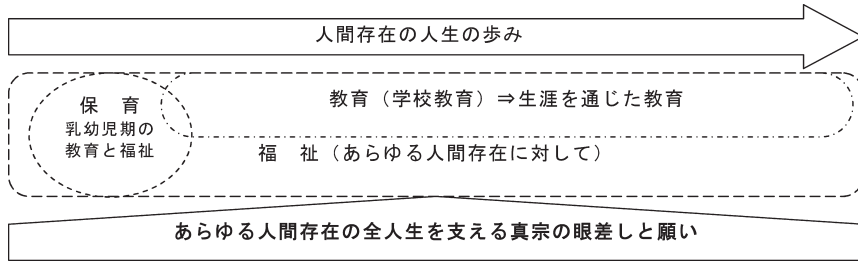 人間存在の人生の歩み
教育（学校教育）⇒生涯を通じた教育
保　育
乳幼児期の
教育と福祉
福　祉（あらゆる人間存在に対して）
あらゆる人間存在の全人生を支える真宗の眼差しと願い